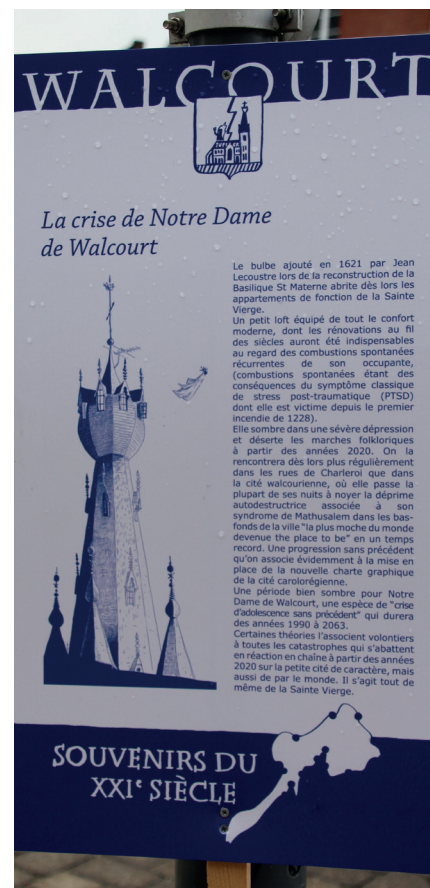 WALCOURT
La crise de Notre Dame
de Walcourt
Le bulbe ajouté en 1621 par Jean
Lecoustre lors de la reconstruction de la
Basilique St Materne abrite dès lors les
appartements de fonction de la Sainte
Vierge.
Un petit loft équipé de tout le confort
moderne, dont les rénovations au fil
des siècles auront été indispensables
au regard des combustions spontanées
récurrentes de son occupante,
(combustions spontanées étant des
conséquences du symptôme classique
de stress post-traumatique (PTSD)
dont elle est victime depuis le premier
incendie de 1228).
Elle sombre dans une sévère dépression
et déserte les marches folkloriques
à partir des années 2020. On la
rencontrera dès lors plus régulièrement
dans les rues de Charleroi que dans
la cité walcourienne, où elle passe la
plupart de ses nuits à noyer la déprime
autodestructrice associée à son
syndrome de Mathusalem dans les bas-
fonds de la ville "la plus moche du monde
devenue the place to be" en un temps
record. Une progression sans précédent
qu'on associe évidemment à la mise en
place de la nouvelle charte graphique
de la cité carolorégienne.
Une période bien sombre pour Notre
Dame de Walcourt, une espèce de "crise
d'adolescence sans précédent" qui durera
des années 1990 à 2063.
Certaines théories l'associent volontiers
à toutes les catastrophes qui s'abattent
en réaction en chaîne à partir des années
2020 sur la petite cité de caractère, mais
aussi de par le monde. Il s'agit tout de
même de la Sainte Vierge.
SOUVENIRS DU
XXIe SIÈCLE